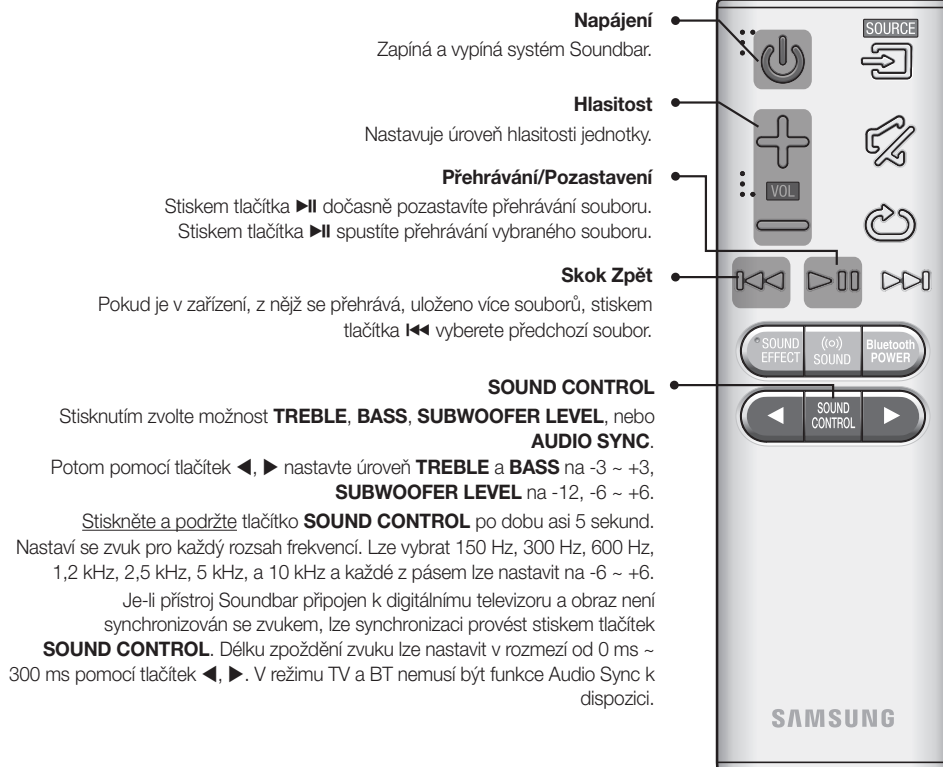 Napájení
Zapíná a vypíná systém Soundbar.
Hlasitost
Nastavuje úroveň hlasitosti jednotky.
Přehrávání/Pozastavení
Stiskem tlačítka ►II dočasně pozastavíte přehrávání souboru.
Stiskem tlačítka ►II spustíte přehrávání vybraného souboru.
Skok Zpět
Pokud je v zařízení, z nějž se přehrává, uloženo více souborů, stiskem
tlačítka I◄◄ vyberete předchozí soubor.
SOUND CONTROL
Stisknutím zvolte možnost TREBLE, BASS, SUBWOOFER LEVEL, nebo
AUDIO SYNC.
Potom pomocí tlačítek ◄, ► nastavte úroveň TREBLE a BASS na -3 ~ +3,
SUBWOOFER LEVEL na -12, -6 ~ +6.
Stiskněte a podržte tlačítko SOUND CONTROL po dobu asi 5 sekund.
Nastaví se zvuk pro každý rozsah frekvencí. Lze vybrat 150 Hz, 300 Hz, 600 Hz,
1,2 kHz, 2,5 kHz, 5 kHz, a 10 kHz a každé z pásem lze nastavit na -6 ~ +6.
Je-li přístroj Soundbar připojen k digitálnímu televizoru a obraz není
synchronizován se zvukem, lze synchronizaci provést stiskem tlačítek
SOUND CONTROL. Délku zpoždění zvuku lze nastavit v rozmezí od 0 ms ~
300 ms pomocí tlačítek ◄, ►. V režimu TV a BT nemusí být funkce Audio Sync k
dispozici.
SOURCE
VOL
SOUND
EFFECT
SOUND
Bluetooth
POWER
SOUND
CONTROL
SAMSUNG